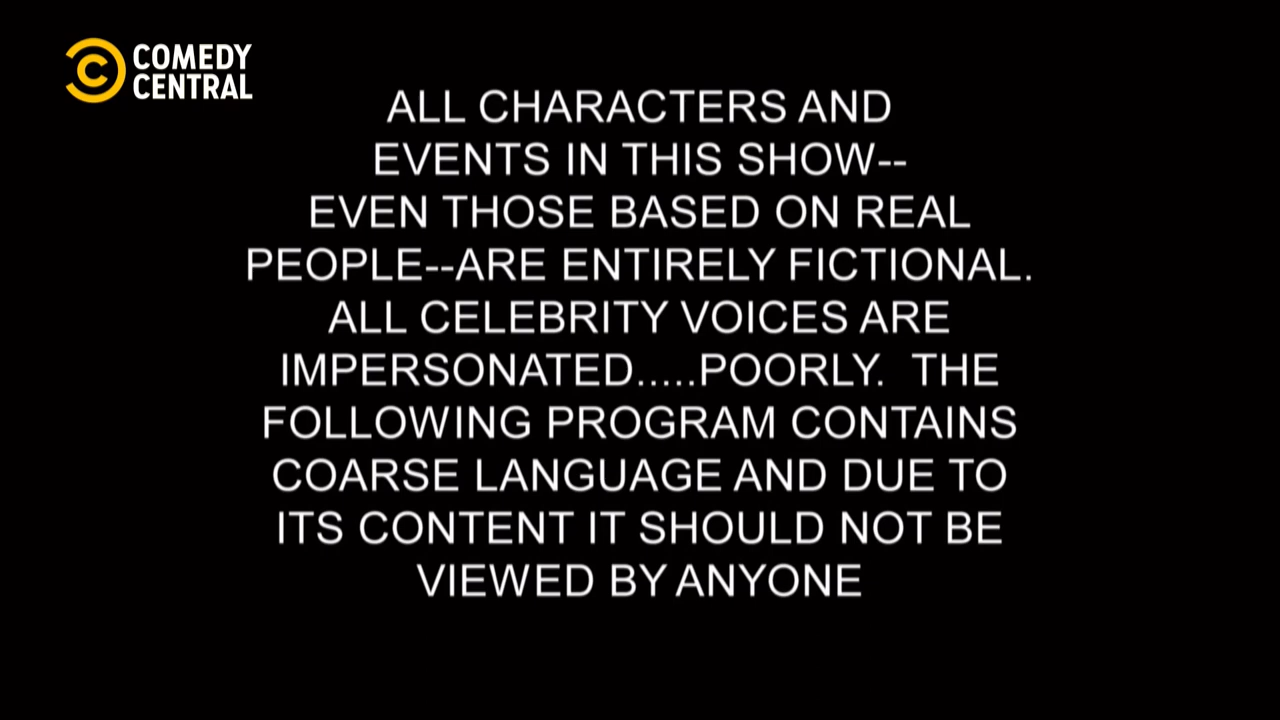 COMEDY
CENTRAL
ALL CHARACTERS AND
EVENTS IN THIS SHOW--
EVEN THOSE BASED ON REAL
PEOPLE--ARE ENTIRELY FICTIONAL.
ALL CELEBRITY VOICES ARE
IMPERSONATED.....POORLY.  THE
FOLLOWING PROGRAM CONTAINS
COARSE LANGUAGE AND DUE TO
ITS CONTENT IT SHOULD NOT BE
VIEWED BY ANYONE